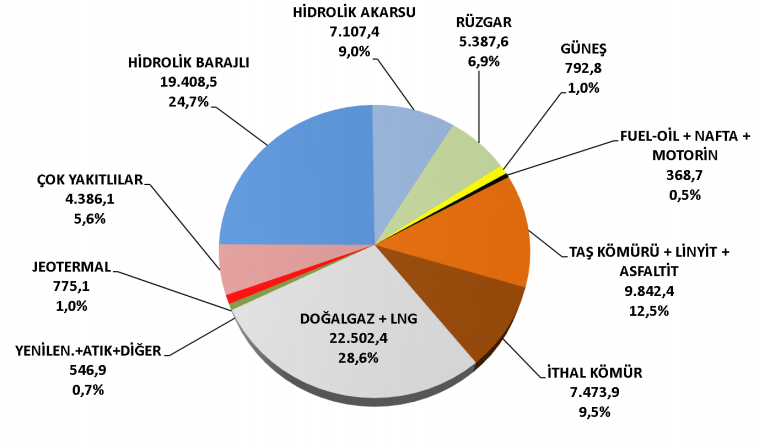 HİDROLİK AKARSU
7.107,4
9,0%
RÜZGAR
5.387,6
6,9%
GÜNEŞ
792,8
1,0%
FUEL-OİL + NAFTA +
MOTORİN
368,7
0,5%
TAŞ KÖMÜRÜ + LİNYİT +
ASFALTİT
9.842,4
12,5%
İTHAL KÖMÜR
7.473,9
9,5%
DOĞALGAZ + LNG
22.502,4
28,6%
YENİLEN.+ATIK+DİĞER
546,9
0,7%
JEOTERMAL
775,1
1,0%
ÇOK YAKITLILAR
4.386,1
5,6%
HİDROLİK BARAJLI
19.408,5
24,7%